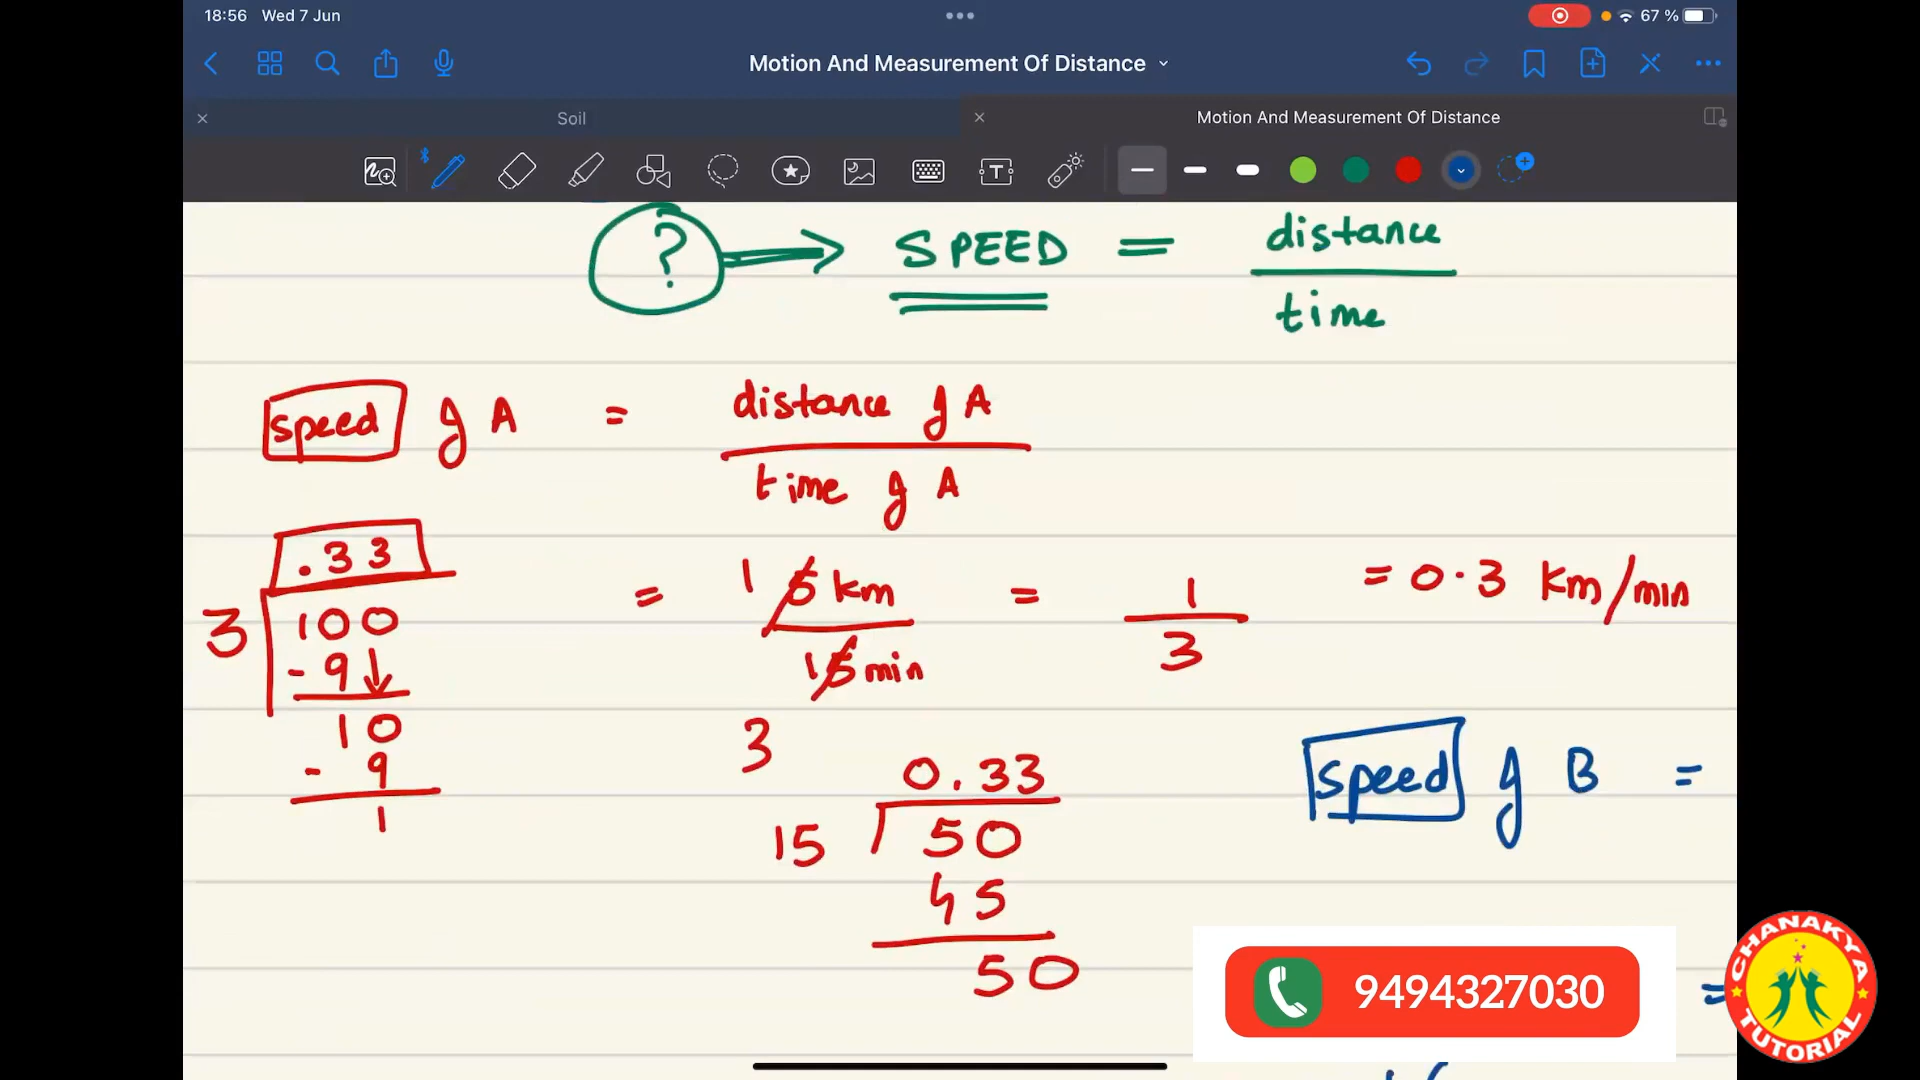 18:56 Wed 7 Jun
67 %
Motion And Measurement Of Distance
Soil
Motion And Measurement Of Distance
? SPEED = distance
time
speed of A = distance of A
time of A
.33
3 100
- 9
10
- 9
1
= 1 5 km = 1 = 0.3 Km/min
15 min 3
3
0.33
15 50
45
50
speed of B =
=
9494327030
CHANAKYA
TUTORIAL